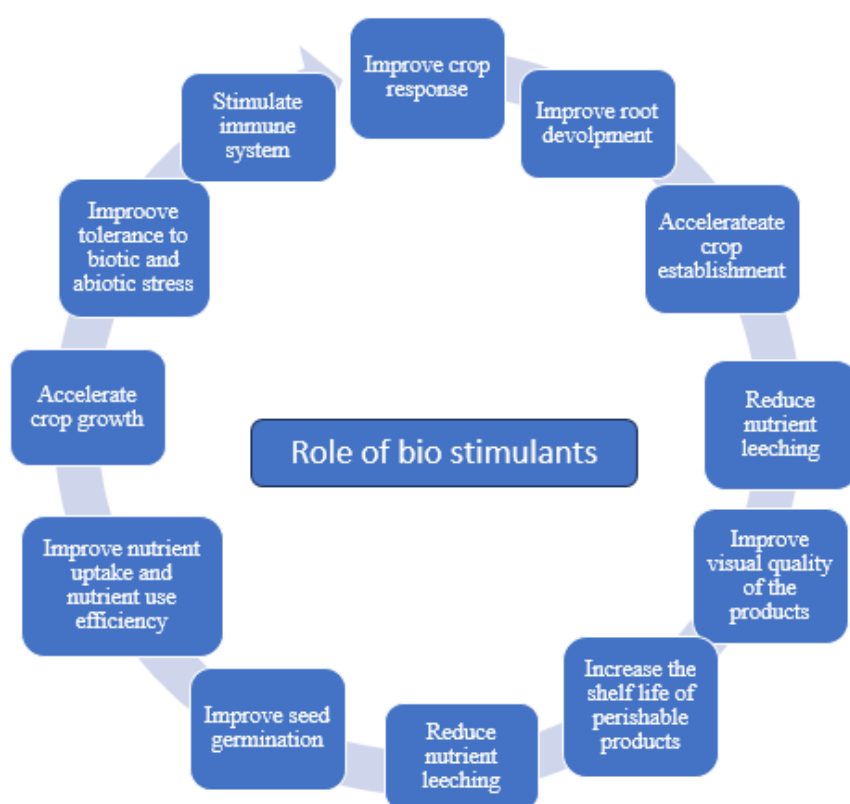 Improve crop
response
Improve root
devolpment
Accelerateate
crop
establishment
Reduce
nutrient
leeching
Improve
visual quality
of the
products
Increase the
shelf life of
perishable
products
Reduce
nutrient
leeching
Improve seed
germination
Improve nutrient
uptake and
nutrient use
efficiency
Accelerate
crop growth
Improove
tolerance to
biotic and
abiotic stress
Stimulate
immune
system
Role of bio stimulants